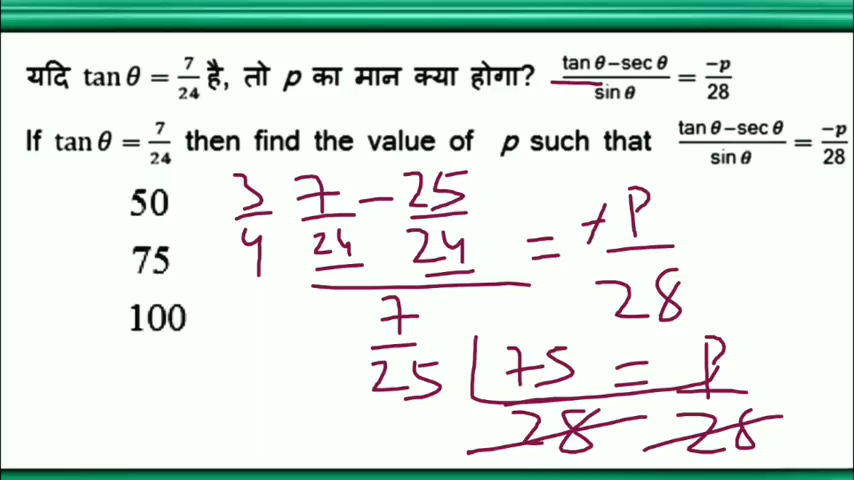 यदि tan θ = 7/24 है, तो p का मान क्या होगा? (tan θ – sec θ)/sin θ = –p/28
If tan θ = 7/24 then find the value of p such that (tan θ – sec θ)/sin θ = –p/28
50
75
100
3/4
(7/24 – 25/24)/(7/25) = +P/28
75/28 = P/28